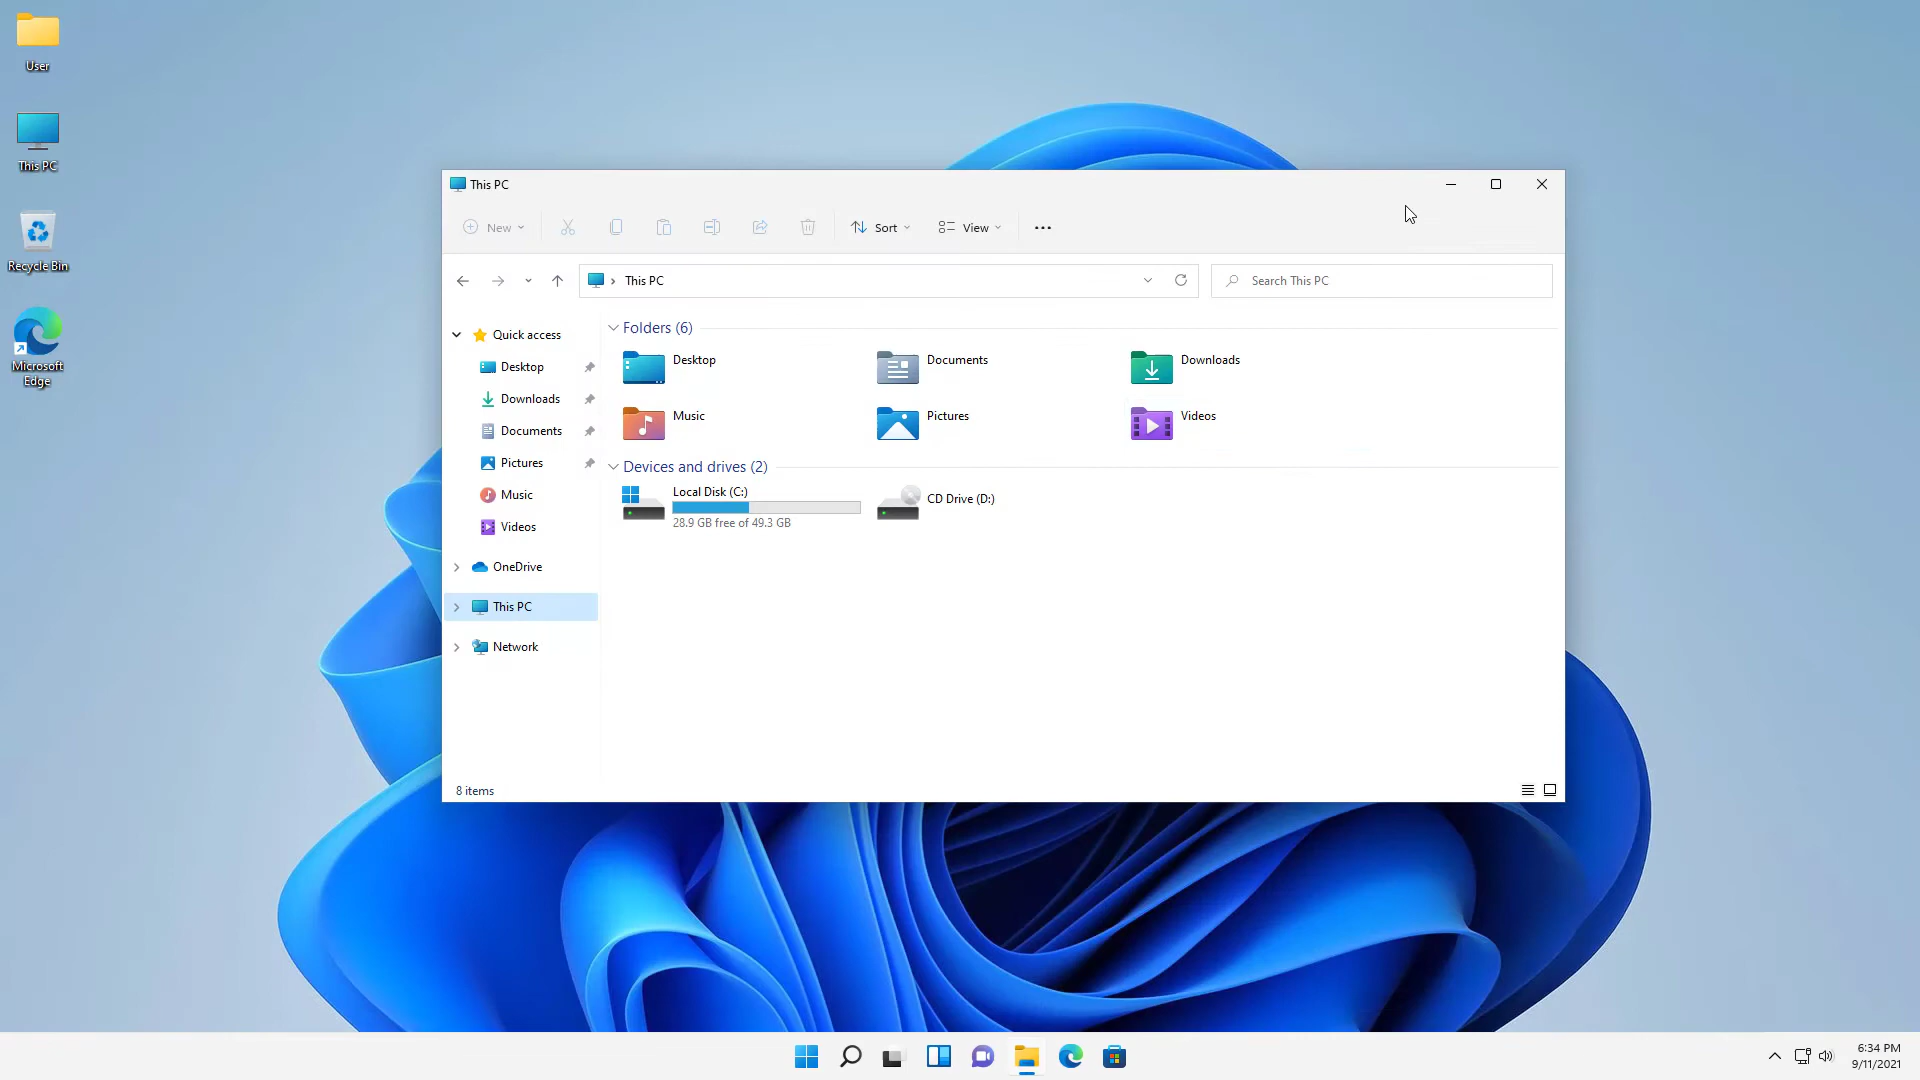 User
This PC
Recycle Bin
Microsoft
Edge
This PC
New
Sort
View
This PC
Search This PC
Quick access
Desktop
Downloads
Documents
Pictures
Music
Videos
OneDrive
This PC
Network
Folders (6)
Desktop
Documents
Downloads
Music
Pictures
Videos
Devices and drives (2)
Local Disk (C:)
28.9 GB free of 49.3 GB
CD Drive (D:)
8 items
6:34 PM
9/11/2021